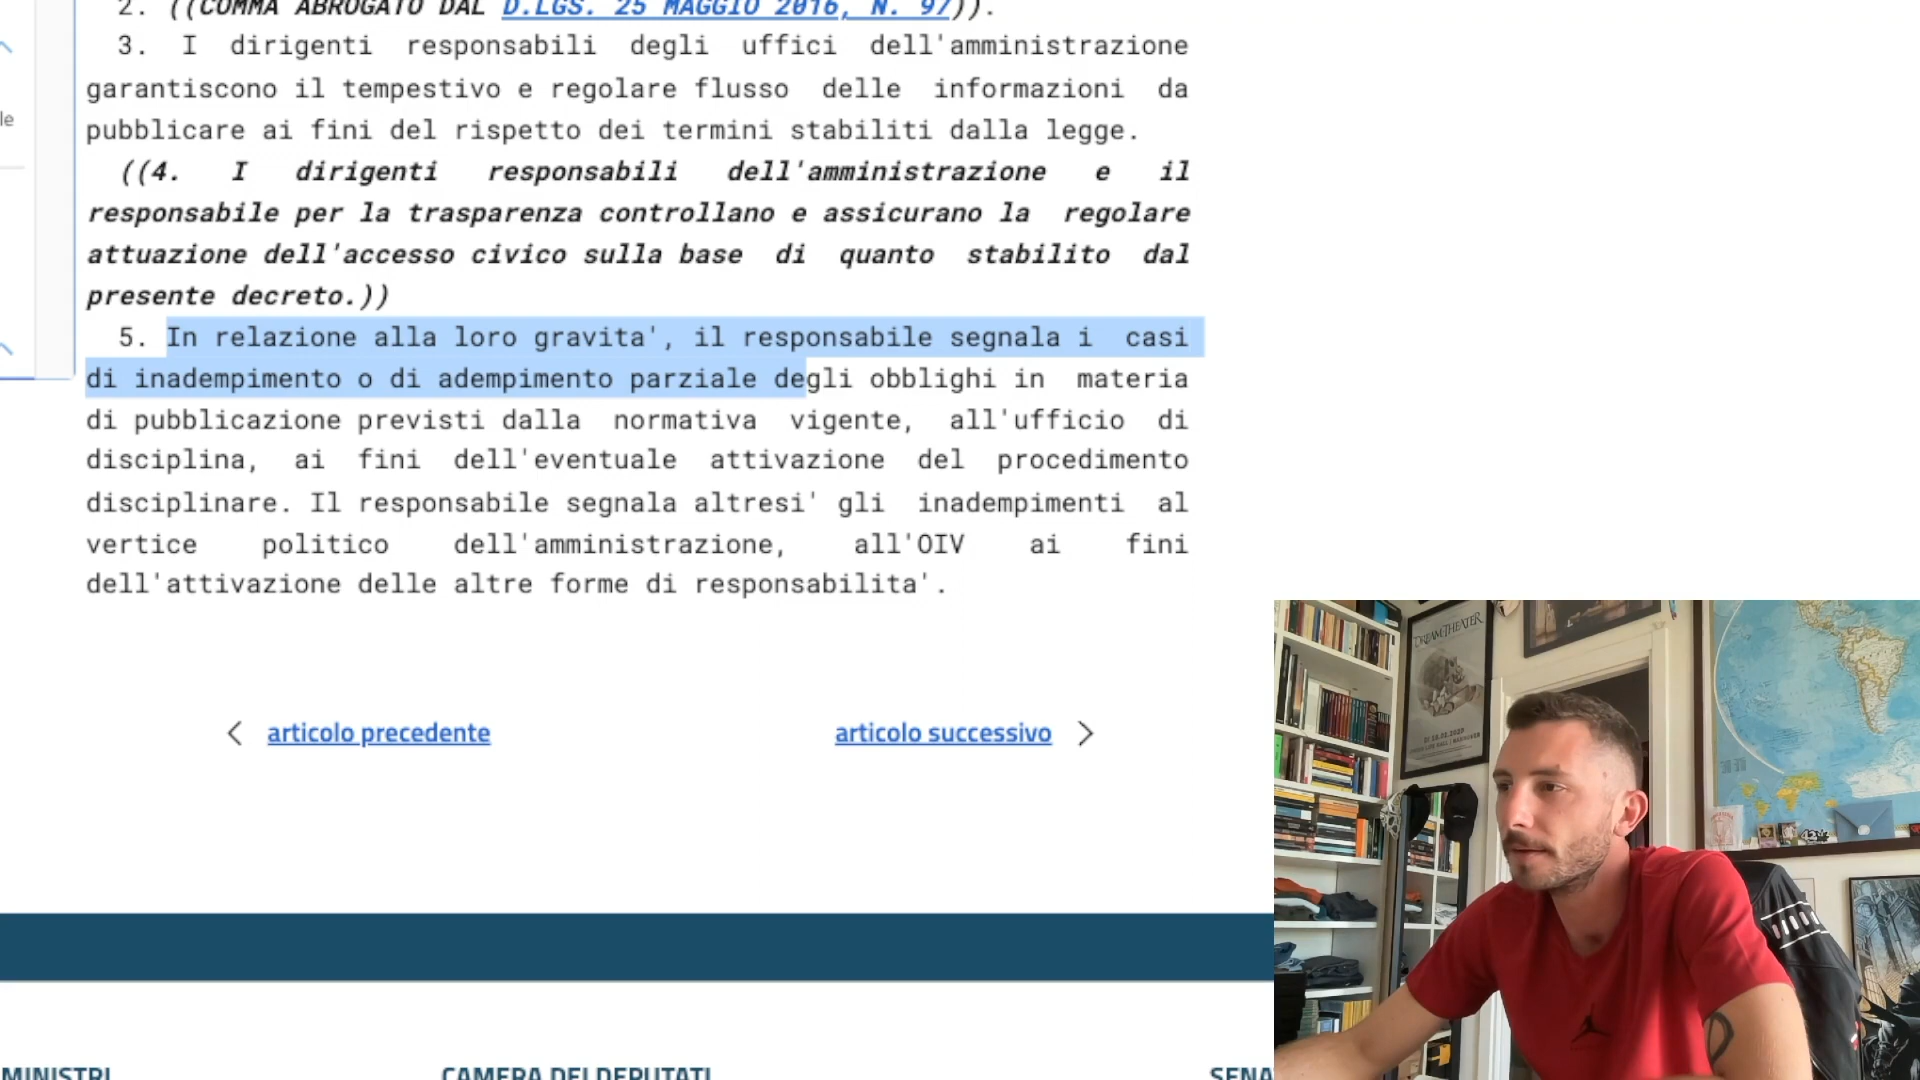 2. ((COMMA ABROGATO DAL D.LGS. 25 MAGGIO 2016, N. 97)).
3. I dirigenti responsabili degli uffici dell'amministrazione
garantiscono il tempestivo e regolare flusso delle informazioni da
pubblicare ai fini del rispetto dei termini stabiliti dalla legge.
((4. I dirigenti responsabili dell'amministrazione e il
responsabile per la trasparenza controllano e assicurano la regolare
attuazione dell'accesso civico sulla base di quanto stabilito dal
presente decreto.))
5. In relazione alla loro gravita', il responsabile segnala i casi
di inadempimento o di adempimento parziale degli obblighi in materia
di pubblicazione previsti dalla normativa vigente, all'ufficio di
disciplina, ai fini dell'eventuale attivazione del procedimento
disciplinare. Il responsabile segnala altresi' gli inadempimenti al
vertice politico dell'amministrazione, all'OIV ai fini
dell'attivazione delle altre forme di responsabilita'.
le
articolo precedente
articolo successivo
DREAM THEATER
MINISTRI
CAMERA DEI DEPUTATI
SENA